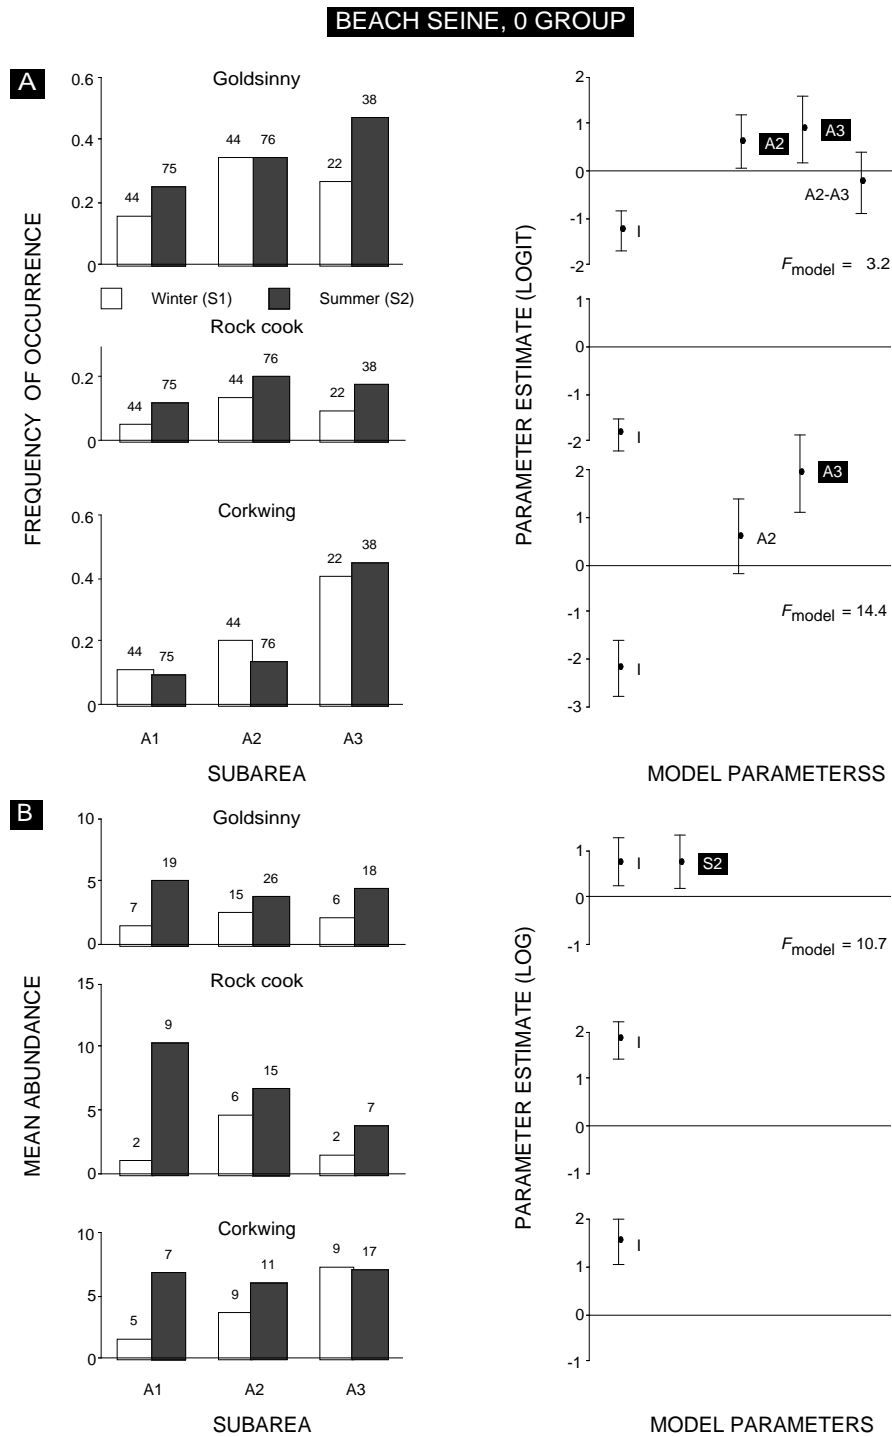 BEACH SEINE, 0 GROUP
A
FREQUENCY OF OCCURRENCE
Goldsinny
0.6
0.4
0.2
0
44
75
44
76
22
38
Winter (S1)
Summer (S2)
Rock cook
0.2
0
44
75
44
76
22
38
Corkwing
0.6
0.4
0.2
0
44
75
44
76
22
38
A1
A2
A3
SUBAREA
PARAMETER ESTIMATE (LOGIT)
2
1
0
-1
-2
I
A2
A3
A2-A3
Fmodel = 3.2
1
0
-1
-2
I
2
1
0
-1
-2
-3
I
A2
A3
Fmodel = 14.4
MODEL PARAMETERSS
B
MEAN ABUNDANCE
Goldsinny
10
5
0
7
19
15
26
6
18
Rock cook
15
10
5
0
2
9
6
15
2
7
Corkwing
10
5
0
5
7
9
11
9
17
A1
A2
A3
SUBAREA
PARAMETER ESTIMATE (LOG)
1
0
-1
I
S2
Fmodel = 10.7
2
1
0
-1
I
2
1
0
-1
I
MODEL PARAMETERS